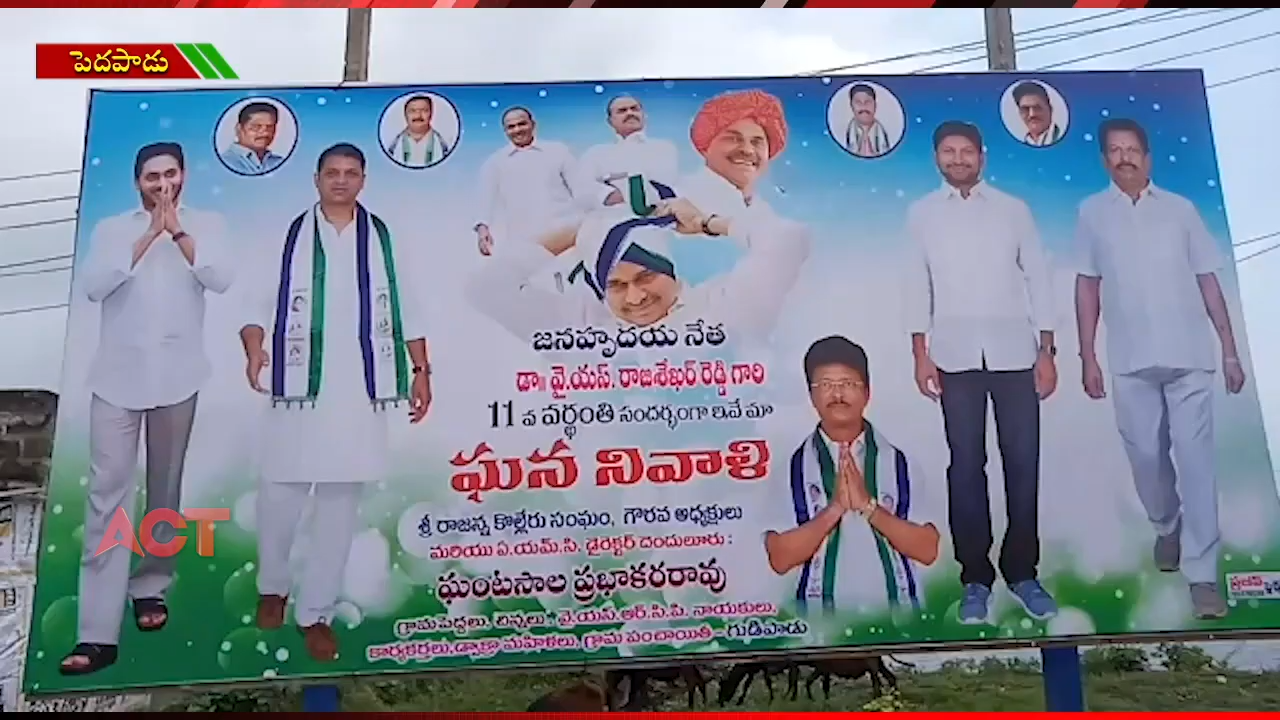 పెదపాడు
జనహృదయ నేత
డా॥ వై.యస్. రాజశేఖర్ రెడ్డి గారి
11 వ వర్ధంతి సందర్భంగా ఇవే మా
ఘన నివాళి
శ్రీ రాజన్న కొల్లేరు సంఘం, గౌరవ అధ్యక్షులు
మరియు ఏ.యమ్.సి. డైరెక్టర్ దెందులూరు :
ఘంటసాల ప్రభాకరరావు
గ్రామ పెద్దలు, చిన్నలు - వై.యస్.ఆర్.సి.పి. నాయకులు,
కార్యకర్తలు, డ్వాక్రా మహిళలు, గ్రామ పంచాయితి - గుడిపాడు
ACT